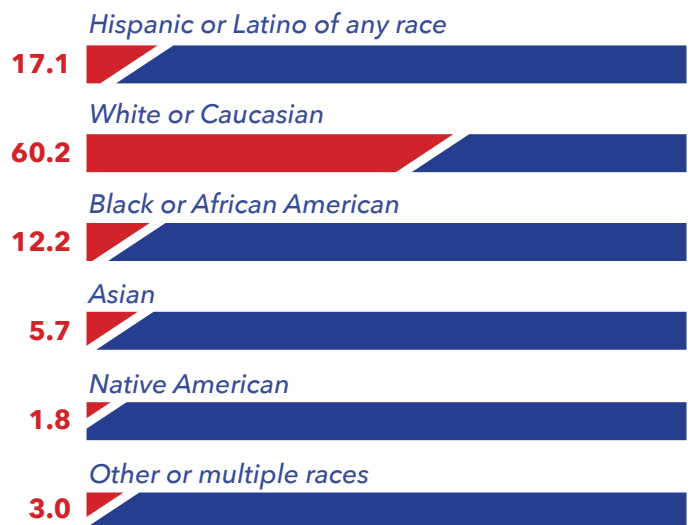 Hispanic or Latino of any race
17.1
White or Caucasian
60.2
Black or African American
12.2
Asian
5.7
Native American
1.8
Other or multiple races
3.0